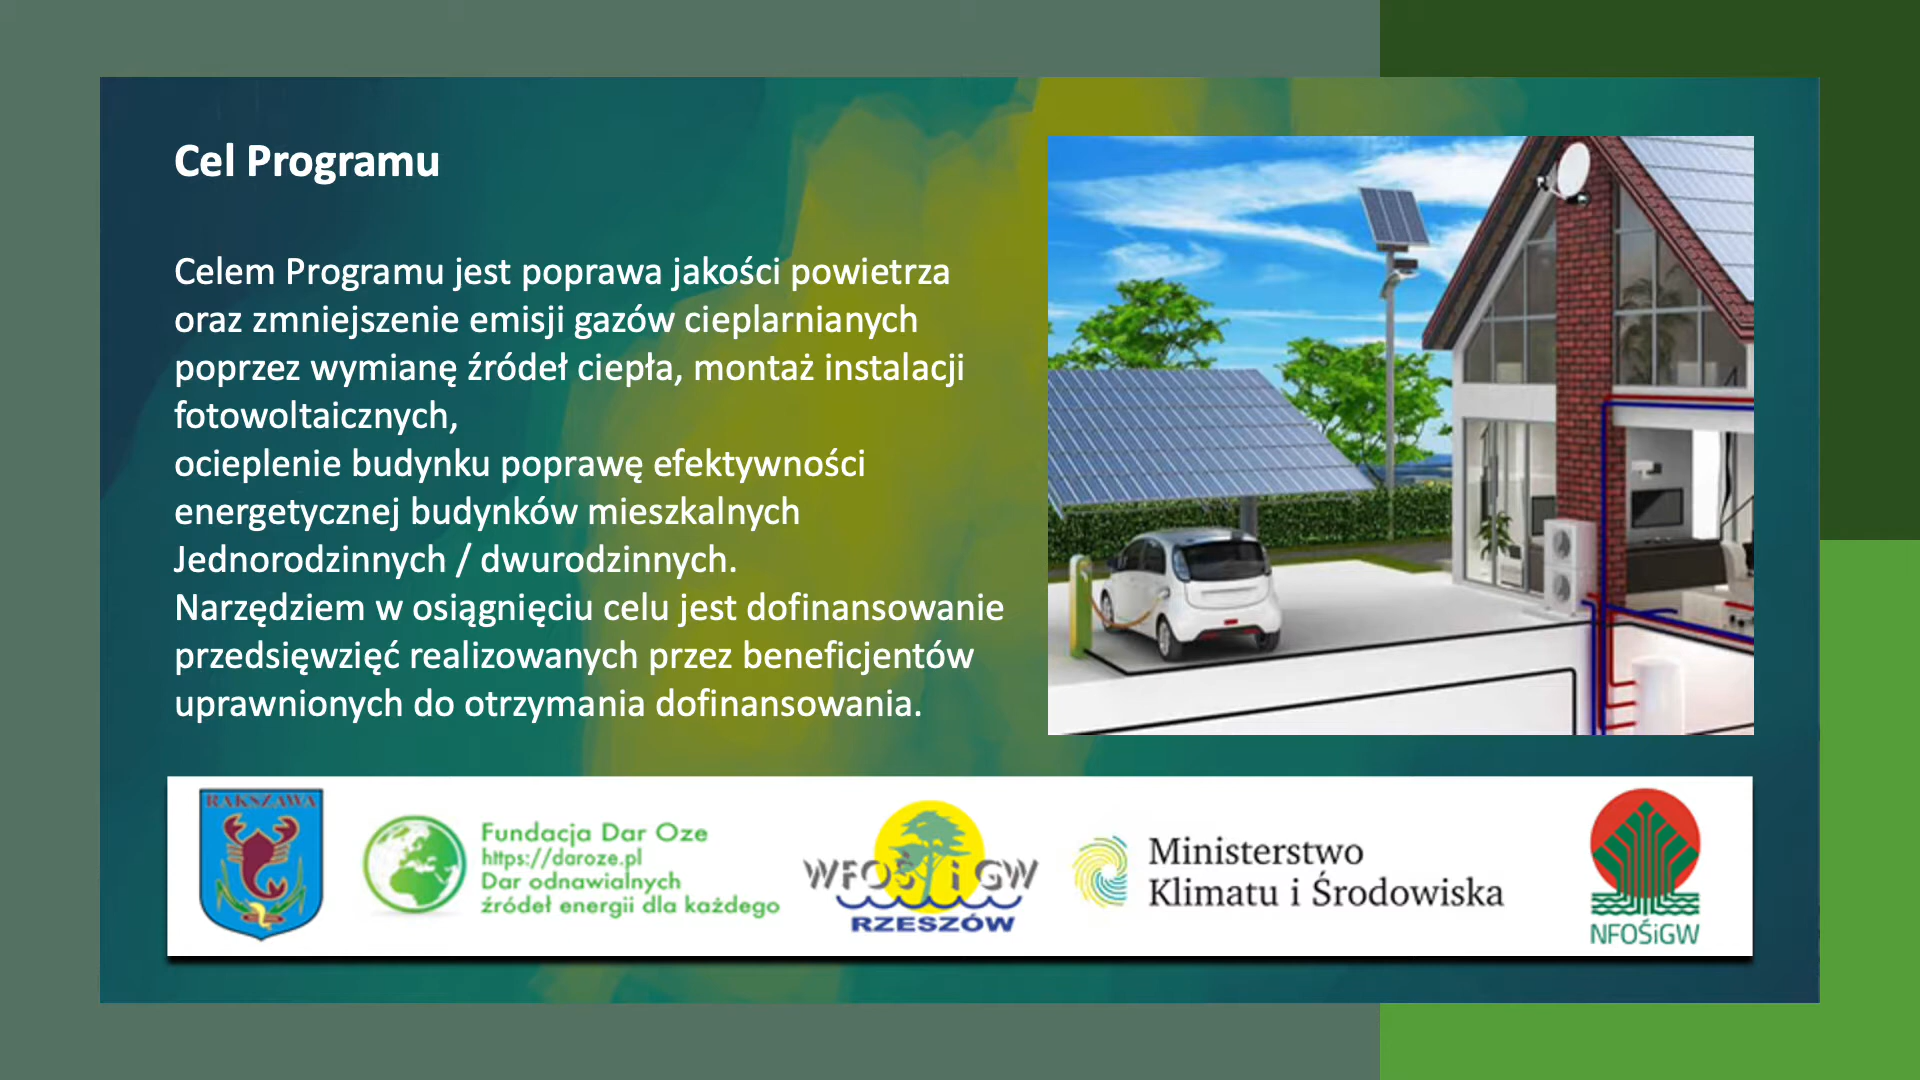 Cel Programu
Celem Programu jest poprawa jakości powietrza
oraz zmniejszenie emisji gazów cieplarnianych
poprzez wymianę źródeł ciepła, montaż instalacji
fotowoltaicznych,
ocieplenie budynku poprawę efektywności
energetycznej budynków mieszkalnych
Jednorodzinnych / dwurodzinnych.
Narzędziem w osiągnięciu celu jest dofinansowanie
przedsięwzięć realizowanych przez beneficjentów
uprawnionych do otrzymania dofinansowania.
RAKSZAWA
Fundacja Dar Oze
https://daroze.pl
Dar odnawialnych
źródeł energii dla każdego
WFOŚiGW
RZESZÓW
Ministerstwo
Klimatu i Środowiska
NFOŚiGW